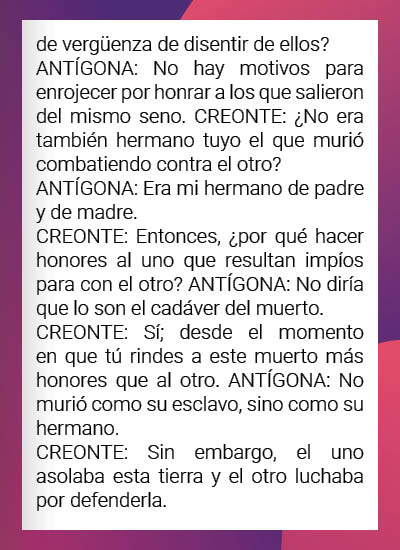 de vergüenza de disentir de ellos?
ANTÍGONA: No hay motivos para
enrojecer por honrar a los que salieron
del mismo seno. CREONTE: ¿No era
también hermano tuyo el que murió
combatiendo contra el otro?
ANTÍGONA: Era mi hermano de padre
y de madre.
CREONTE: Entonces, ¿por qué hacer
honores al uno que resultan impíos
para con el otro? ANTÍGONA: No diría
que lo son el cadáver del muerto.
CREONTE: Sí; desde el momento
en que tú rindes a este muerto más
honores que al otro. ANTÍGONA: No
murió como su esclavo, sino como su
hermano.
CREONTE: Sin embargo, el uno
asolaba esta tierra y el otro luchaba
por defenderla.